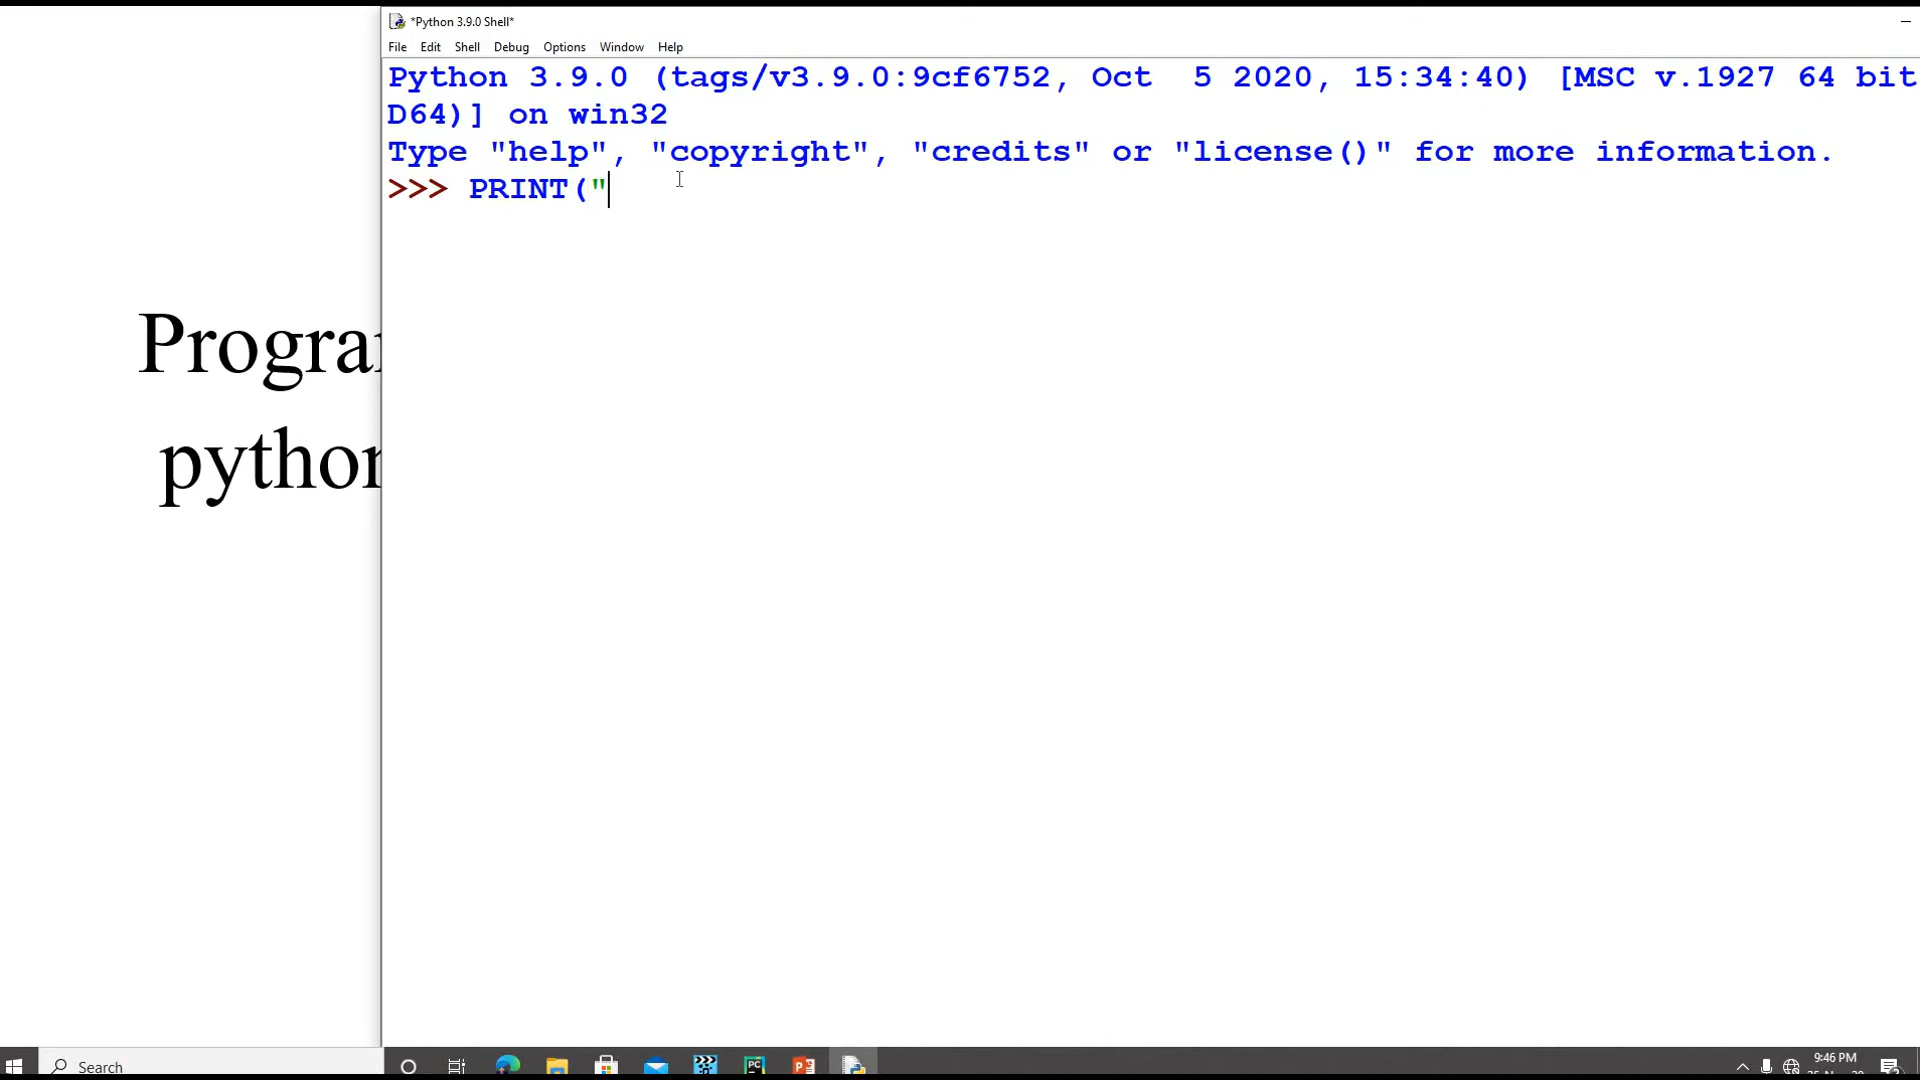 *Python 3.9.0 Shell*
File Edit Shell Debug Options Window Help
Python 3.9.0 (tags/v3.9.0:9cf6752, Oct  5 2020, 15:34:40) [MSC v.1927 64 bit
D64)] on win32
Type "help", "copyright", "credits" or "license()" for more information.
>>> PRINT("
Progra
python
Search
PC
9:46 PM